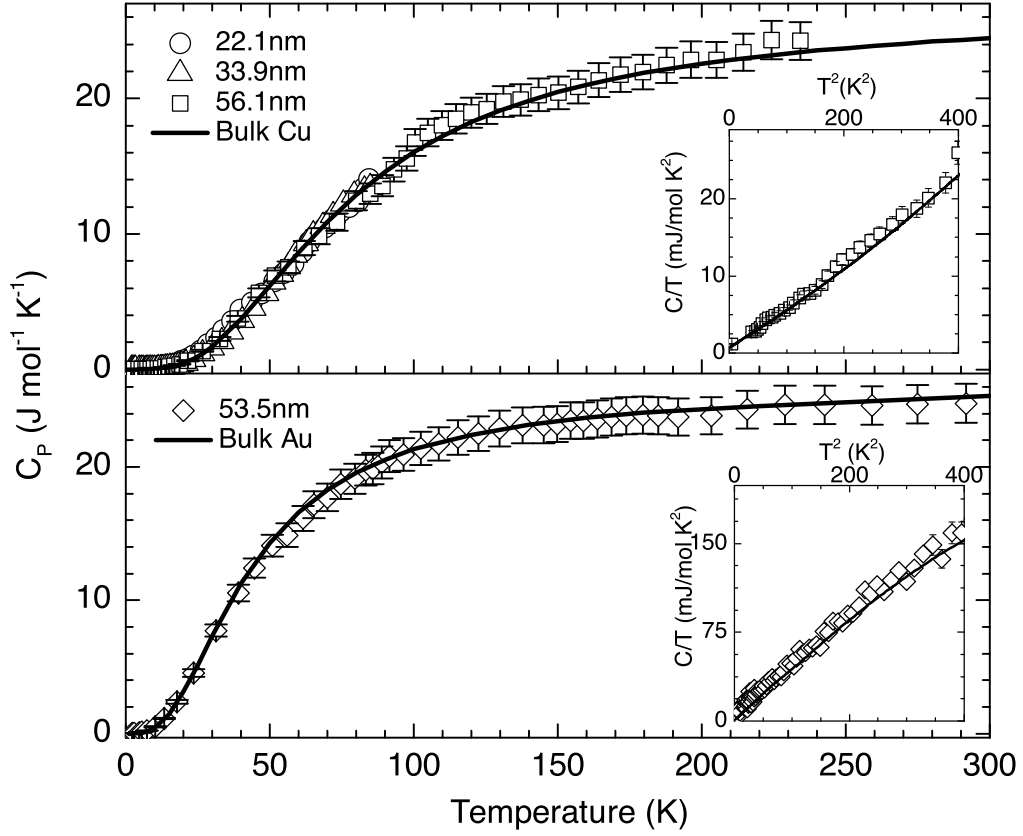 22.1nm
33.9nm
56.1nm
Bulk Cu
T²(K²)
0 200 400
20
10
0
C/T (mJ/mol K²)
20
10
0
C_P (J mol⁻¹ K⁻¹)
53.5nm
Bulk Au
T² (K²)
0 200 400
150
75
0
C/T (mJ/mol K²)
20
10
0
0 50 100 150 200 250 300
Temperature (K)